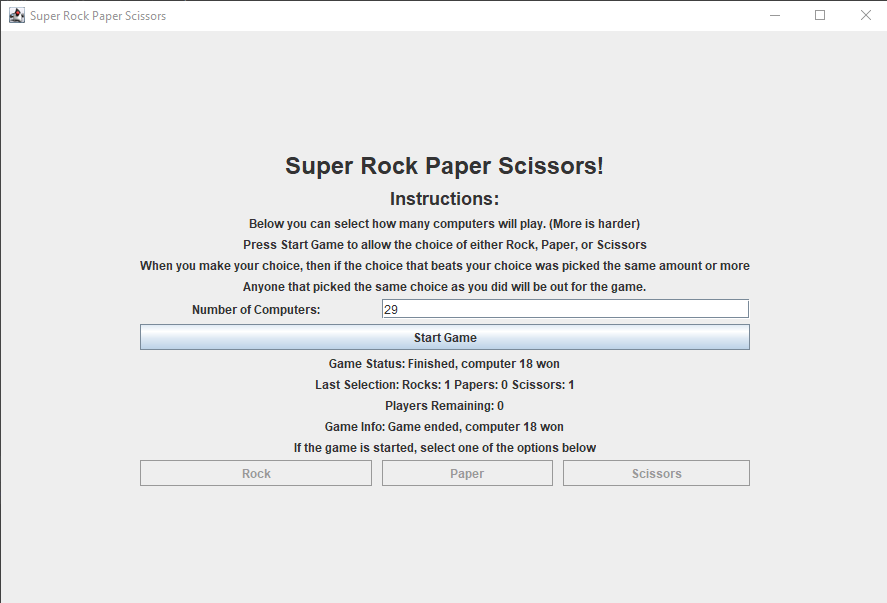 Super Rock Paper Scissors
Super Rock Paper Scissors!
Instructions:
Below you can select how many computers will play. (More is harder)
Press Start Game to allow the choice of either Rock, Paper, or Scissors
When you make your choice, then if the choice that beats your choice was picked the same amount or more
Anyone that picked the same choice as you did will be out for the game.
Number of Computers: 29
Start Game
Game Status: Finished, computer 18 won
Last Selection: Rocks: 1 Papers: 0 Scissors: 1
Players Remaining: 0
Game Info: Game ended, computer 18 won
If the game is started, select one of the options below
Rock Paper Scissors